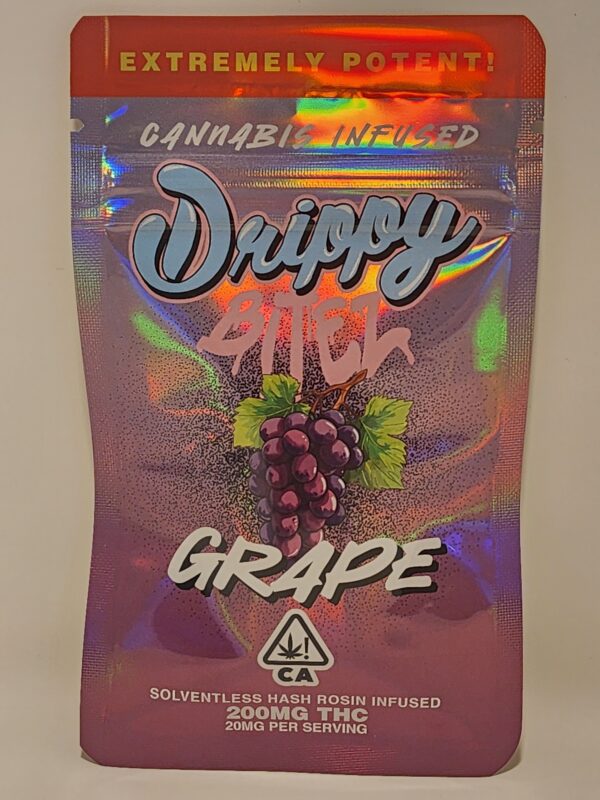 EXTREMELY POTENT!
CANNABIS INFUSED
Drippy
BITEZ
GRAPE
!
CA
SOLVENTLESS HASH ROSIN INFUSED
200MG THC
20MG PER SERVING